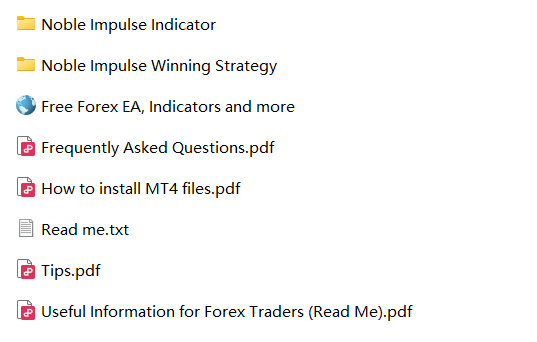 Noble Impulse Indicator
Noble Impulse Winning Strategy
Free Forex EA, Indicators and more
Frequently Asked Questions.pdf
How to install MT4 files.pdf
Read me.txt
Tips.pdf
Useful Information for Forex Traders (Read Me).pdf